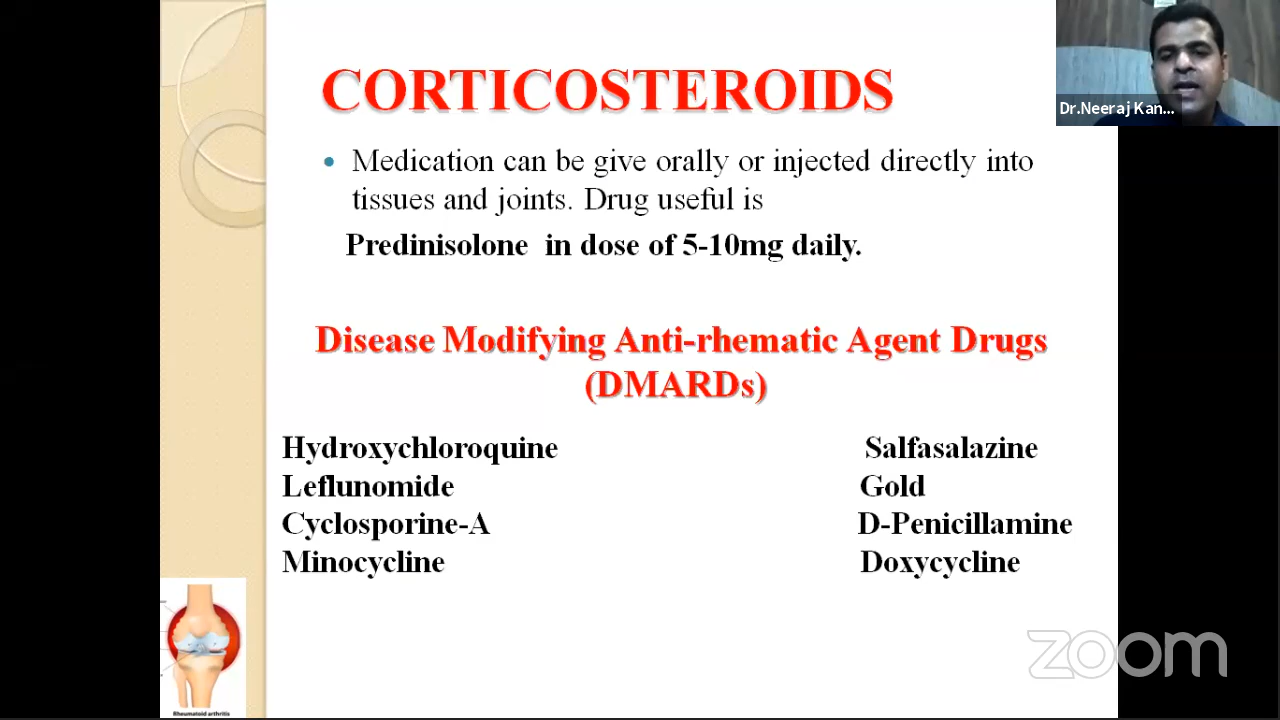 CORTICOSTEROIDS
Dr.Neeraj Kan...
Medication can be give orally or injected directly into
tissues and joints. Drug useful is
Predinisolone in dose of 5-10mg daily.
Disease Modifying Anti-rhematic Agent Drugs
(DMARDs)
Hydroxychloroquine Salfasalazine
Leflunomide Gold
Cyclosporine-A D-Penicillamine
Minocycline Doxycycline
zoom
Rheumatoid arthritis